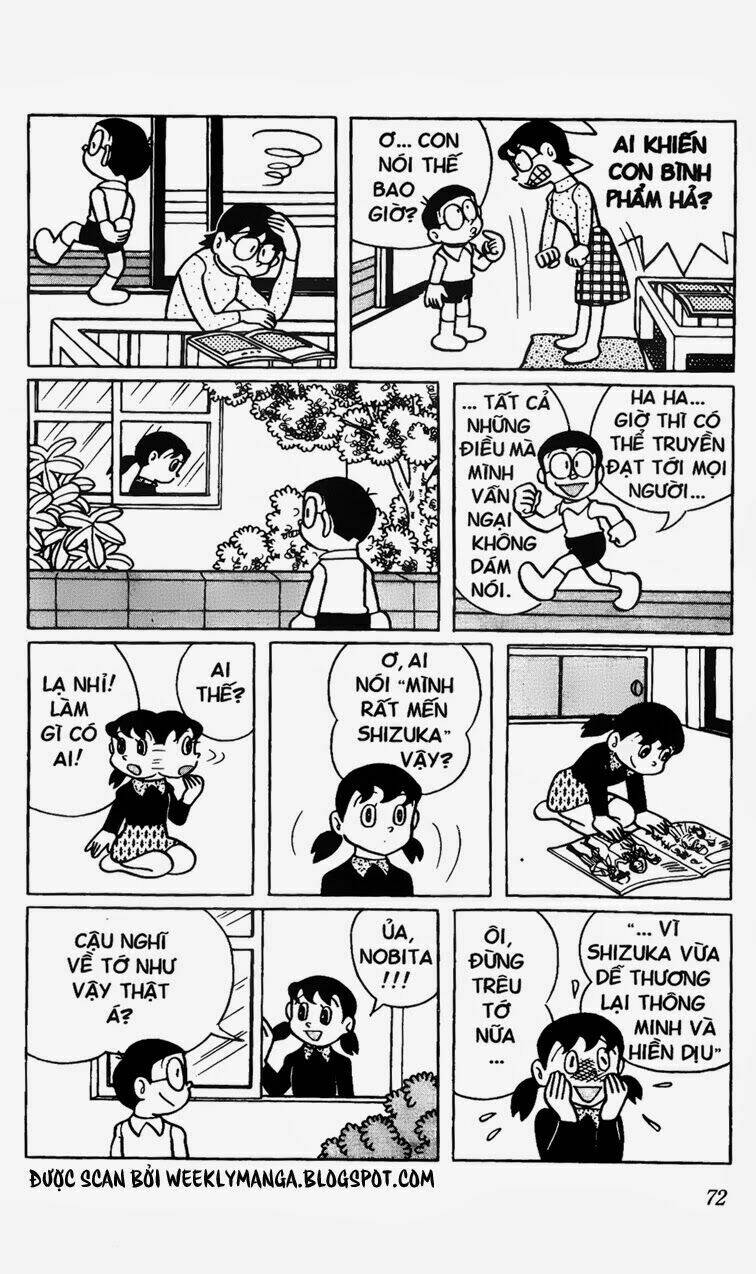 AI KHIẾN
CON BÌNH
PHẨM HẢ?
Ơ... CON
NÓI THẾ
BAO
GIỜ?
HA HA...
GIỜ THÌ CÓ
THỂ TRUYỀN
ĐẠT TỚI MỌI
NGƯỜI...
... TẤT CẢ
NHỮNG
ĐIỀU MÀ
MÌNH
VẪN
NGẠI
KHÔNG
DÁM
NÓI.
Ơ, AI
NÓI "MÌNH
RẤT MẾN
SHIZUKA"
VẬY?
AI
THẾ?
LẠ NHỈ!
LÀM
GÌ CÓ
AI!
"... VÌ
SHIZUKA VỪA
DỄ THƯƠNG
LẠI THÔNG
MINH VÀ
HIỀN DỊU"
ÔI,
ĐỪNG
TRÊU
TỚ
NỮA
...
ỦA,
NOBITA
!!!
CẬU NGHĨ
VỀ TỚ NHƯ
VẬY THẬT
Á?
ĐƯỢC SCAN BỞI WEEKLYMANGA.BLOGSPOT.COM
72